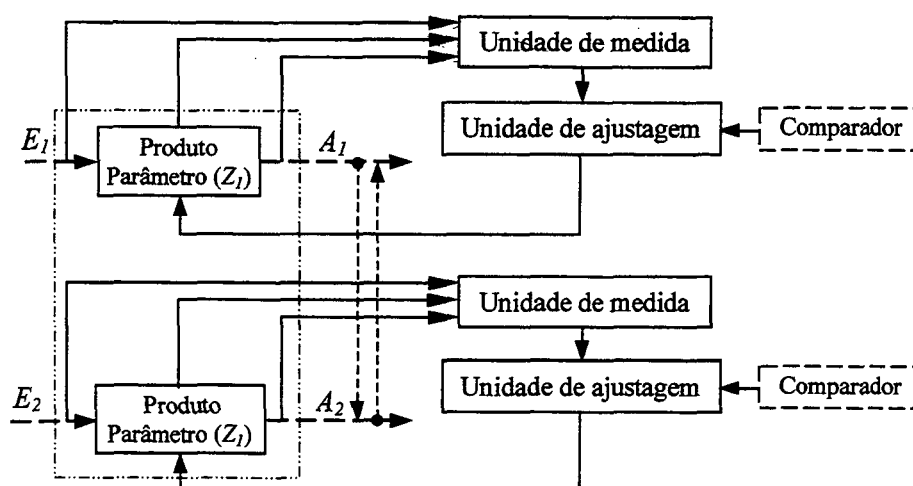 Unidade de medida
Unidade de ajustagem
Comparador
E1
Produto
Parâmetro (Z1)
A1
Unidade de medida
Unidade de ajustagem
Comparador
E2
Produto
Parâmetro (Z1)
A2